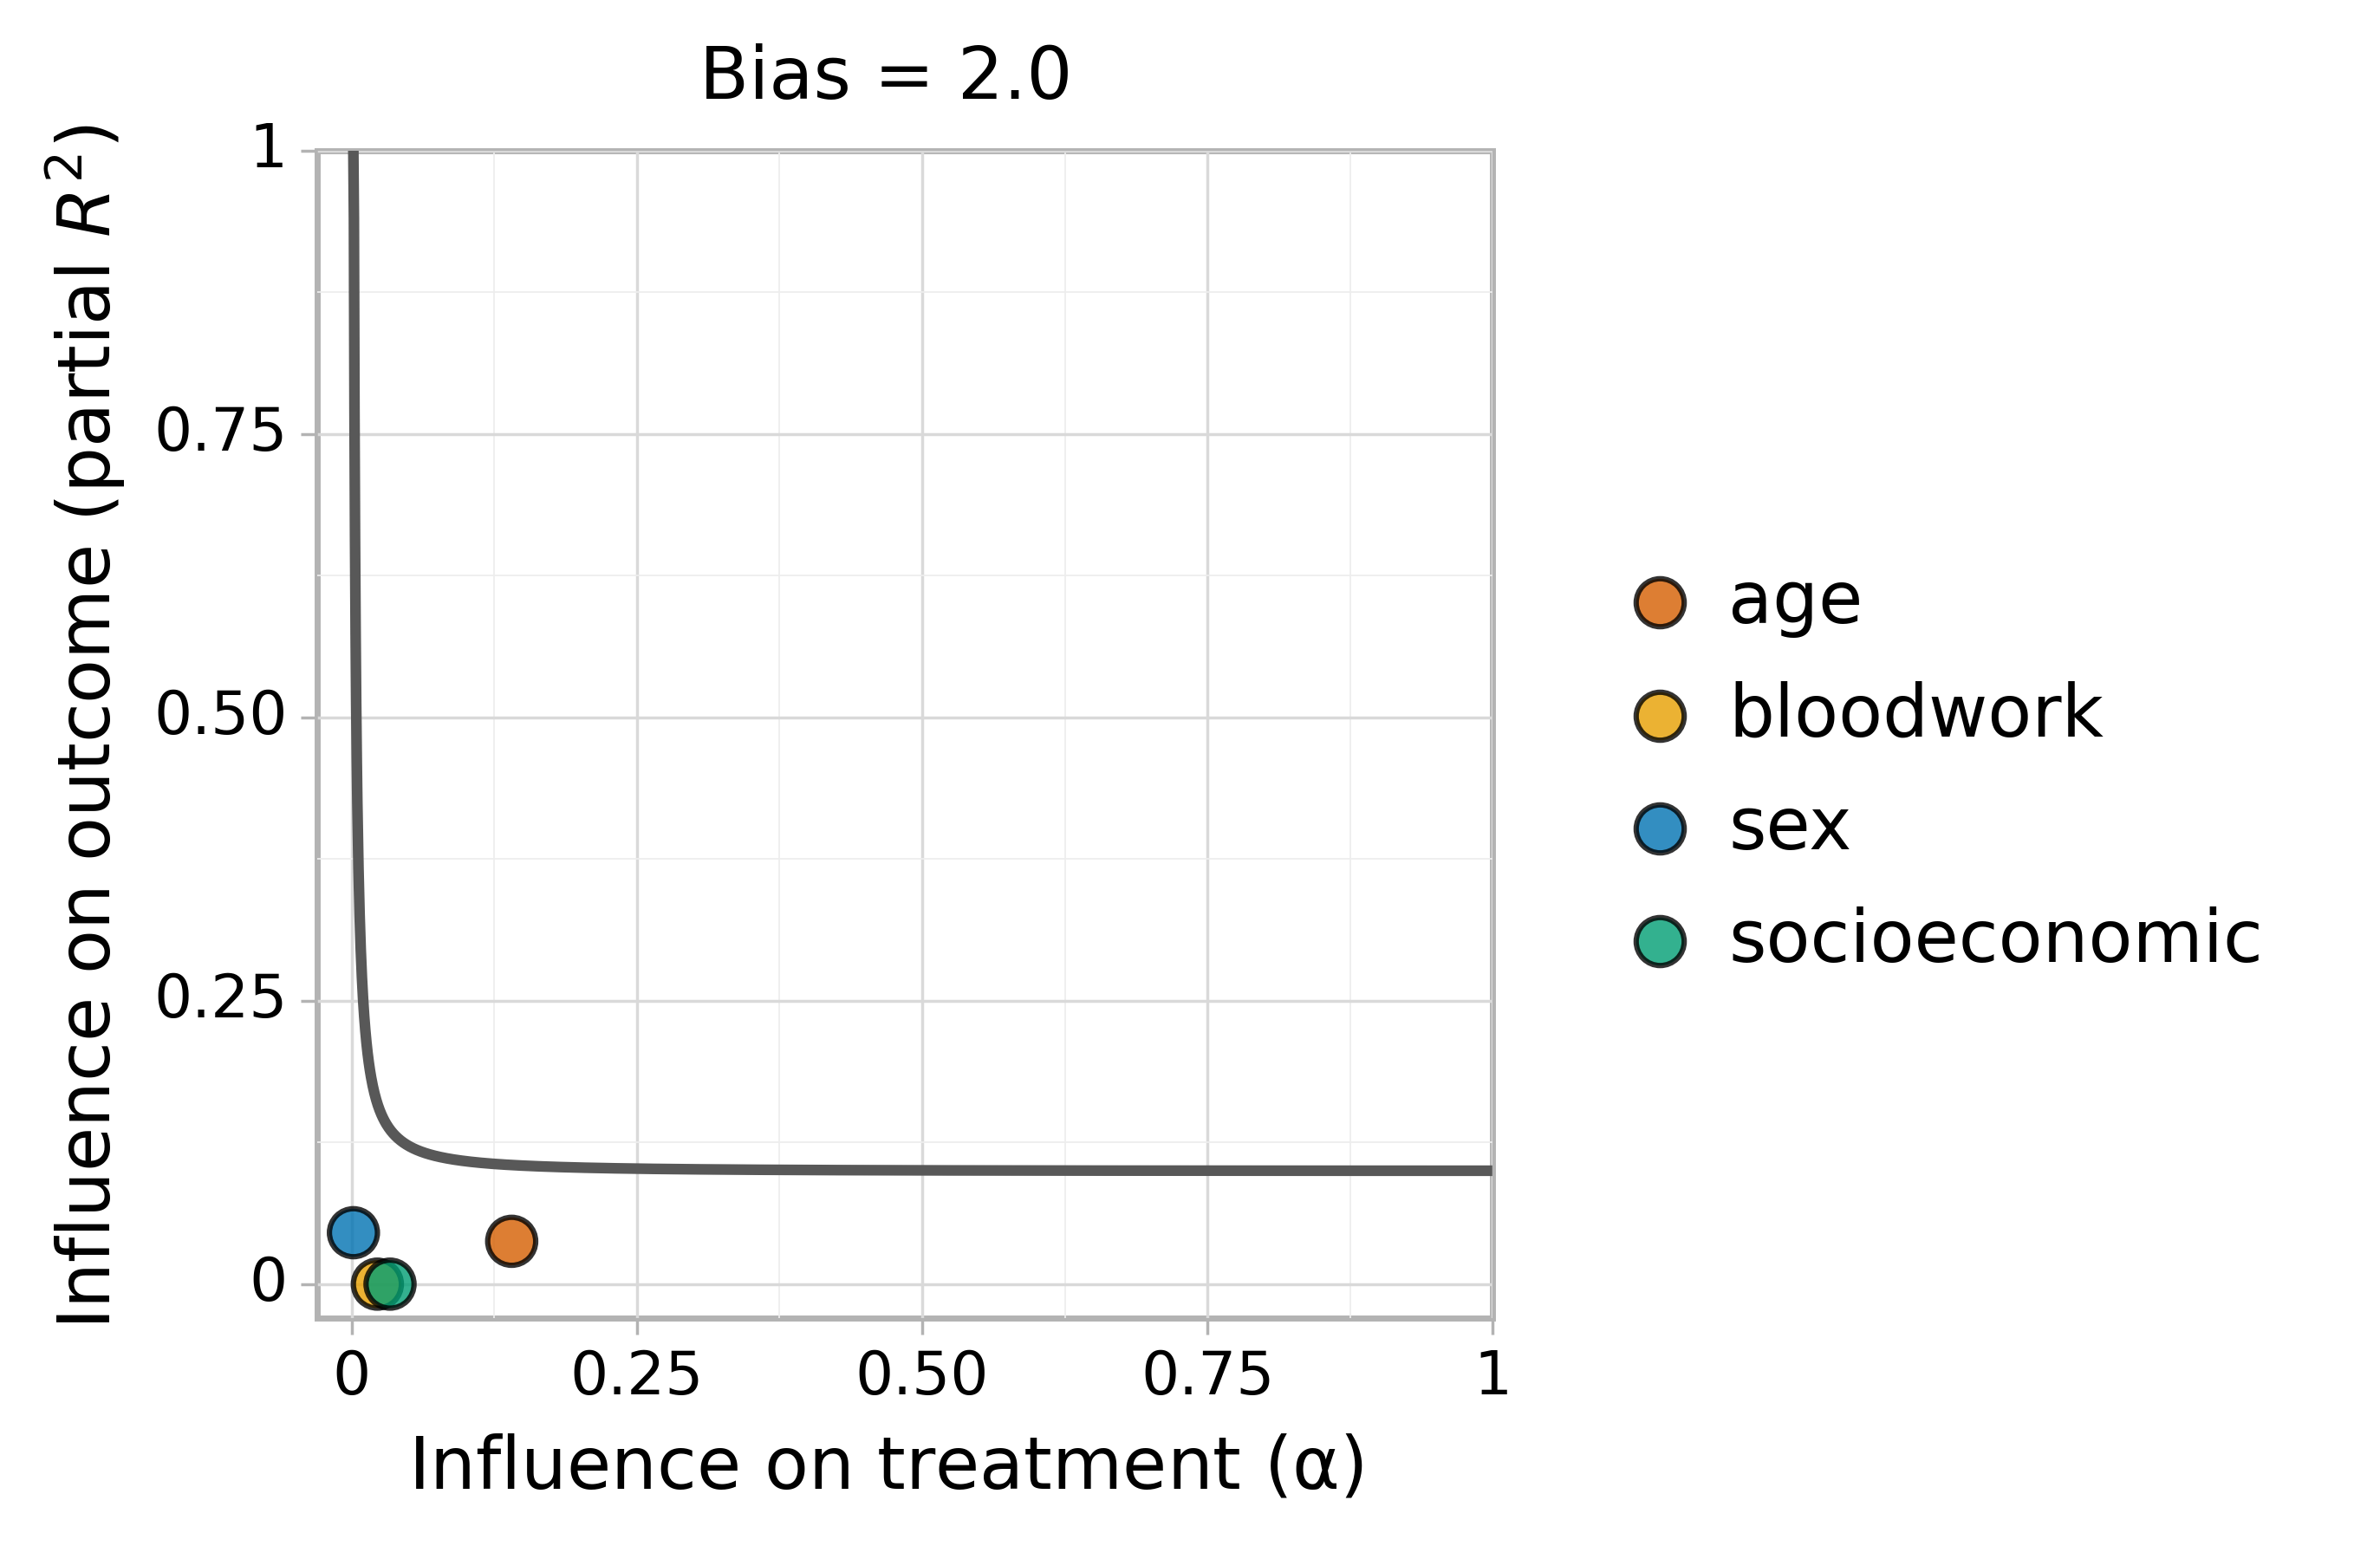 Bias = 2.0
Influence on outcome (partial R²)
1
0.75
0.50
0.25
0
0 0.25 0.50 0.75 1
Influence on treatment (α)
age
bloodwork
sex
socioeconomic